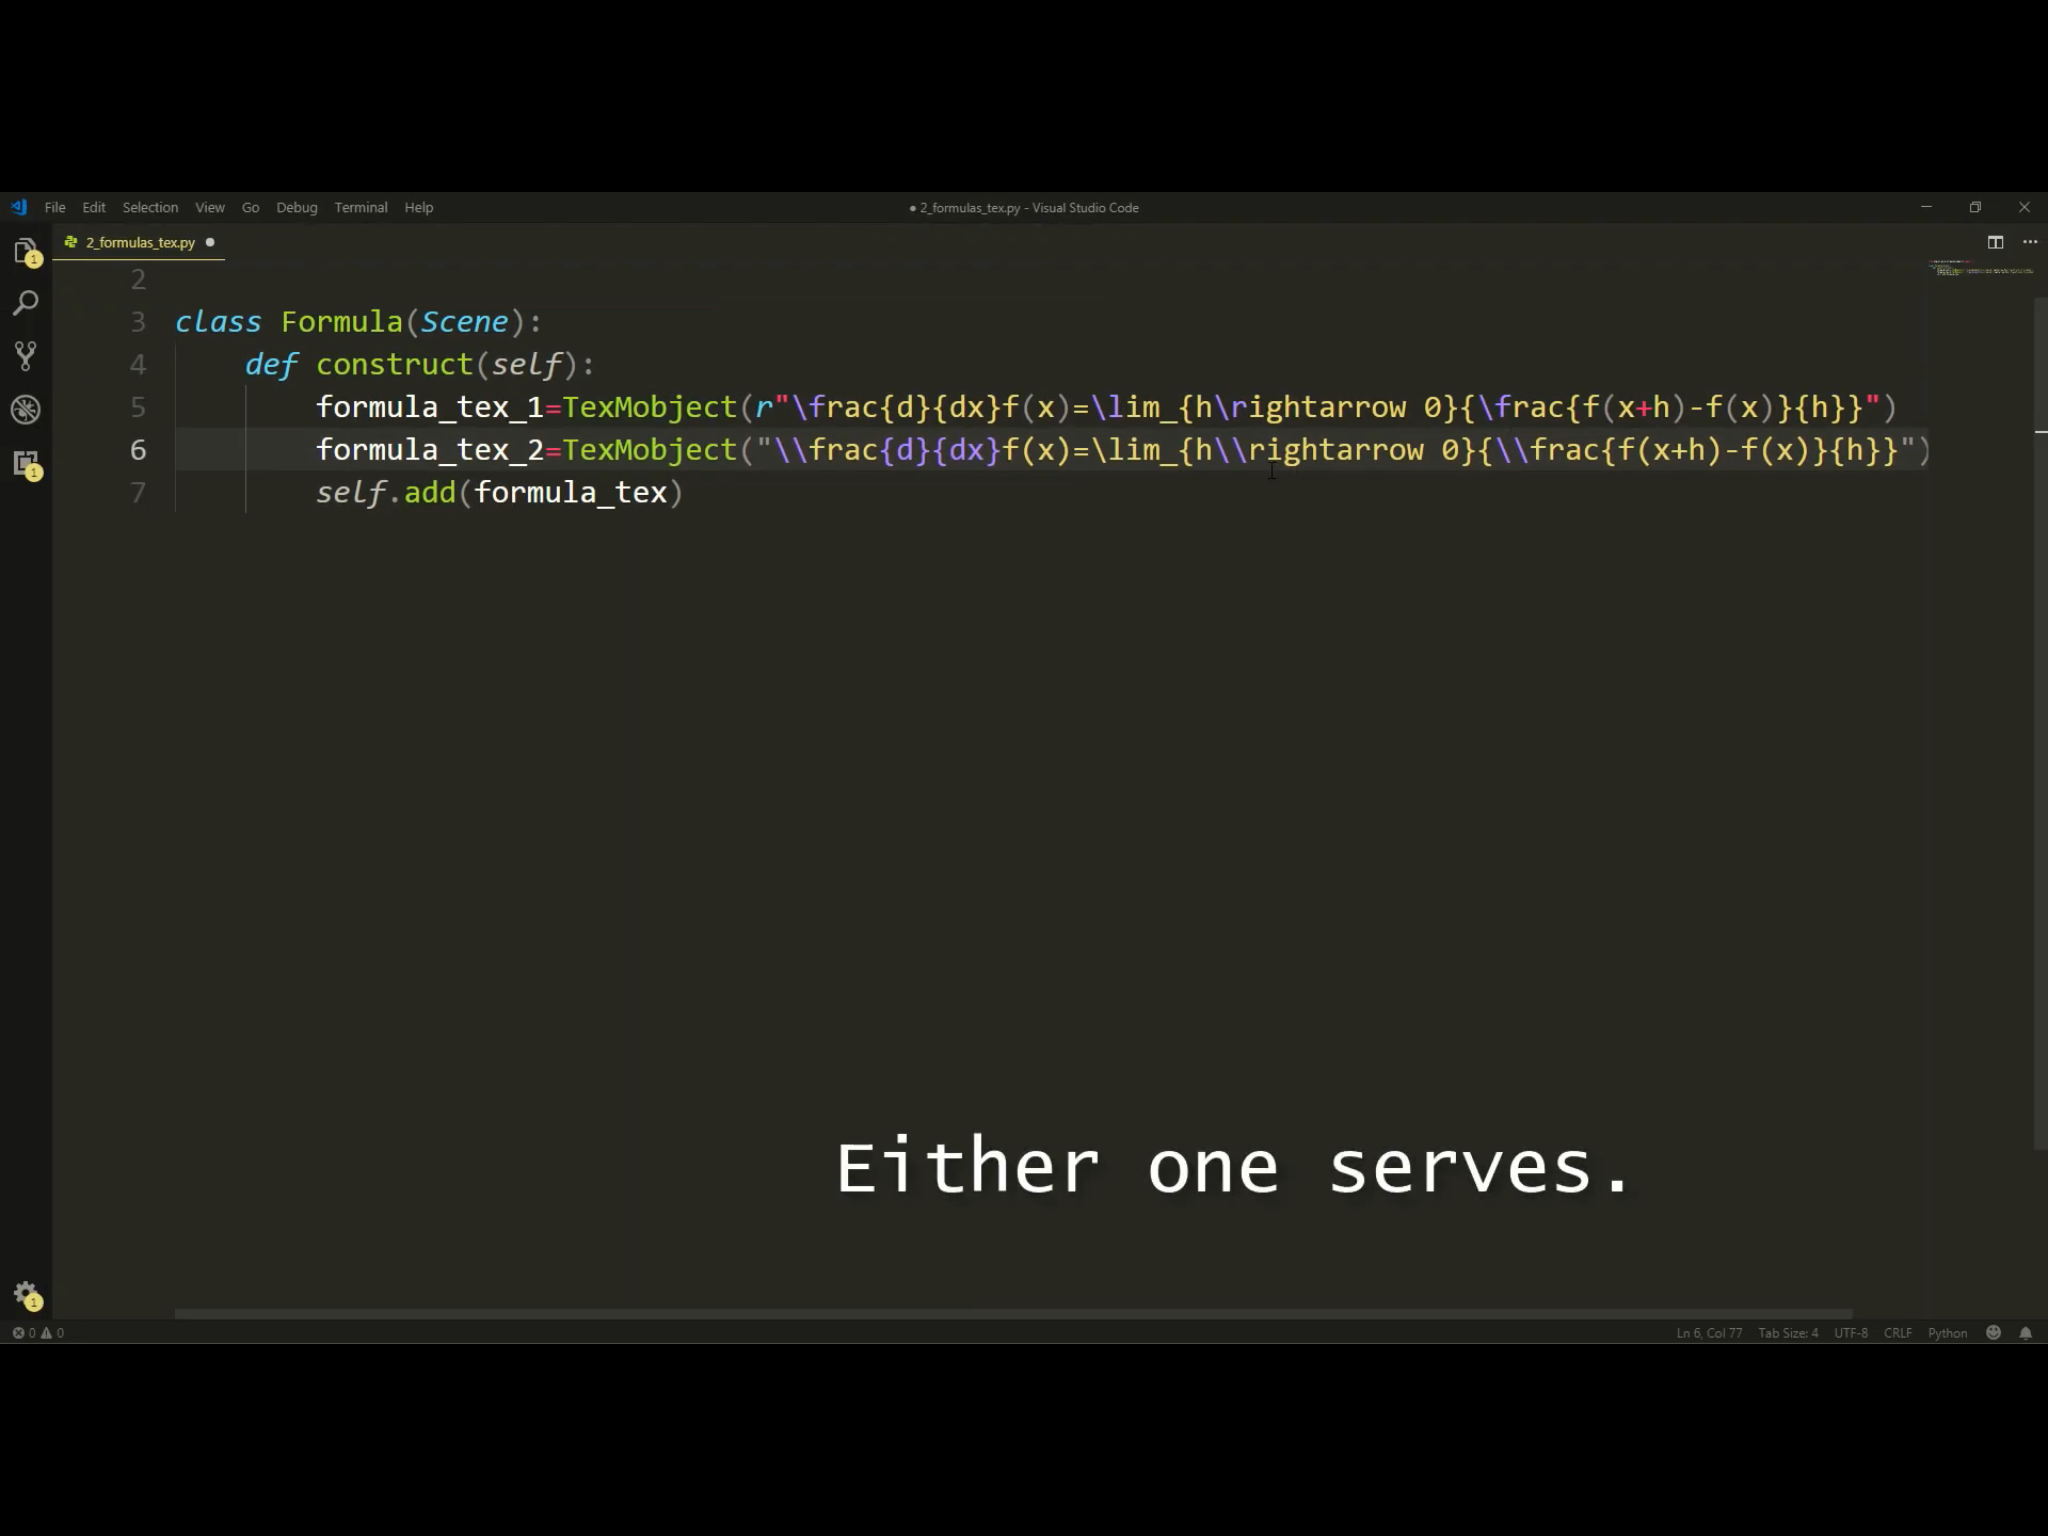 File Edit Selection View Go Debug Terminal Help
● 2_formulas_tex.py - Visual Studio Code
2_formulas_tex.py
2
3 class Formula(Scene):
4 def construct(self):
5 formula_tex_1=TexMobject(r"\frac{d}{dx}f(x)=\lim_{h\rightarrow 0}{\frac{f(x+h)-f(x)}{h}}")
6 formula_tex_2=TexMobject("\\frac{d}{dx}f(x)=\lim_{h\\rightarrow 0}{\\frac{f(x+h)-f(x)}{h}}")
7 self.add(formula_tex)
1
1
Either one serves.
1
0 0
Ln 6, Col 77 Tab Size: 4 UTF-8 CRLF Python